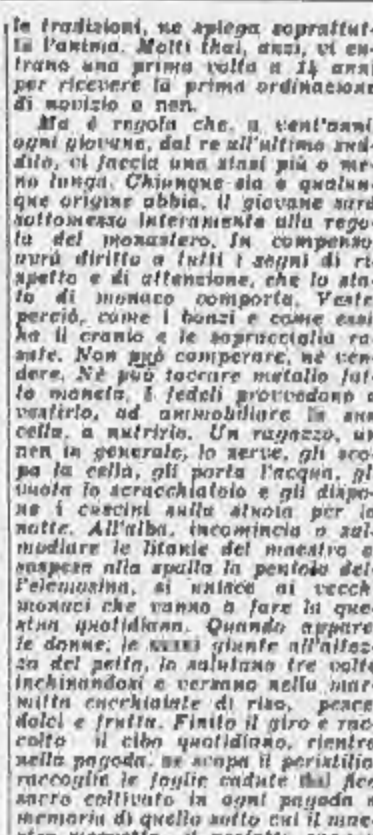 le tradizioni, ne spiega soprattut-
to l'anima. Molti thai, anzi, vi en-
trano una prima volta a 14 anni
per ricevere la prima ordinazione
di novizio o nen.
Ma è regola che, a vent'anni,
ogni giovane, dal re all'ultimo sud-
dito, vi faccia una stasi più o me-
no lunga. Chiunque sia e qualun-
que origine abbia, il giovane sarà
sottomesso interamente alla rego-
la del monastero. In compenso
avrà diritto a tutti i segni di ri-
spetto e di attenzione, che lo sta-
to di monaco comporta. Veste
perciò, come i bonzi e come essi
ha il cranio e le sopracciglia ra-
sate. Non può comperare, nè ven-
dere. Nè può toccare metallo fat-
to moneta. I fedeli provvedono a
vestirlo, ad ammobiliare la sua
cella, a nutrirlo. Un ragazzo, un
nen in generale, lo serve, gli sco-
pa la cella, gli porta l'acqua, gli
vuota lo scracchiatoio e gli dispo-
ne i cuscini sulla stuoia per la
notte. All'alba, incomincia a sal-
modiare le litanie del maestro e
sospesa alla spalla la pentola del-
l'elemosina, si unisce ai vecchi
monaci che vanno a fare la que-
stua quotidiana. Quando appare
le donne, le giunte all'altez-
za del petto, lo salutano tre volte
inchinandosi e versano nella mar-
mitta cucchiaiate di riso, pesce
dolci e frutta. Finito il giro e rac-
colto il cibo quotidiano, rientra
nella pagoda, ne scopa il peristilio
raccoglie le foglie cadute dal fico
sacro coltivato in ogni pagoda a
memoria di quello sotto cui il mae-